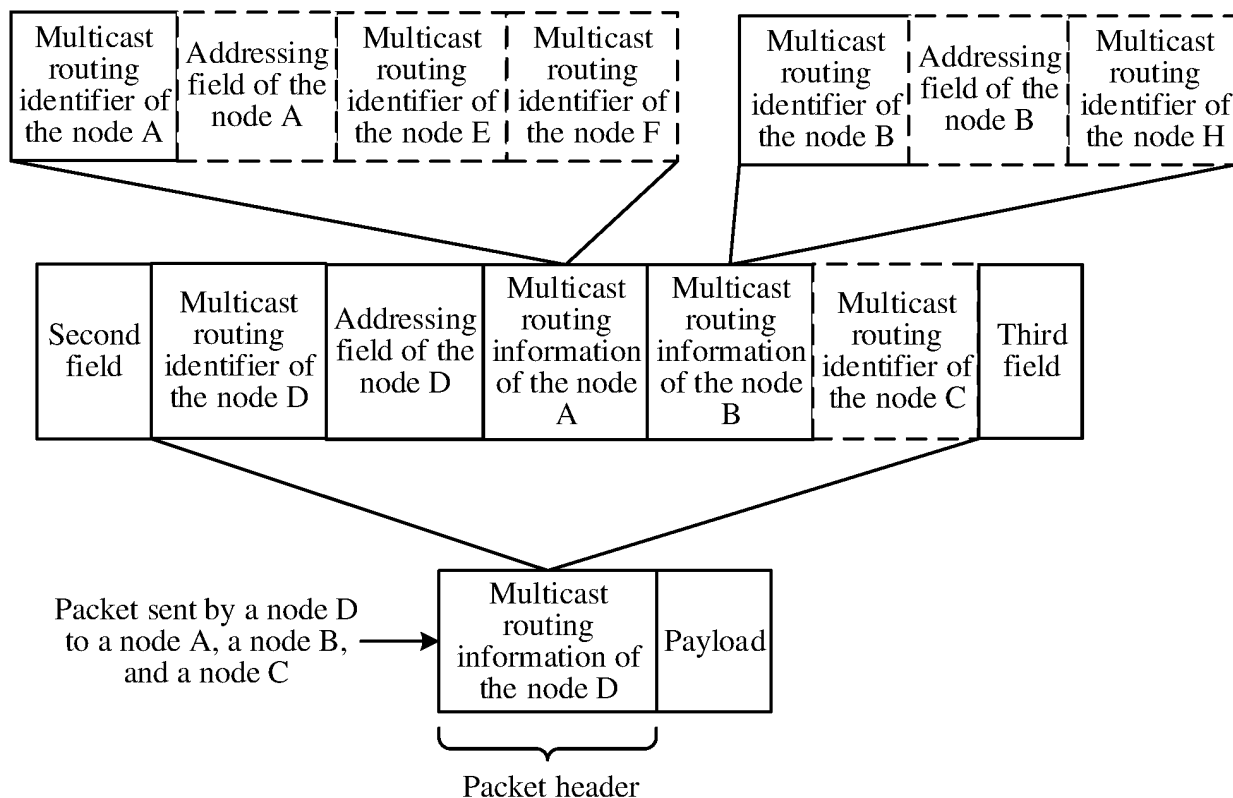 Multicast
routing
identifier of
the node A
Addressing
field of the
node A
Multicast
routing
identifier of
the node E
Multicast
routing
identifier of
the node F
Multicast
routing
identifier of
the node B
Addressing
field of the
node B
Multicast
routing
identifier of
the node H
Second
field
Multicast
routing
identifier of
the node D
Addressing
field of the
node D
Multicast
routing
information
of the node
A
Multicast
routing
information
of the node
B
Multicast
routing
identifier of
the node C
Third
field
Packet sent by a node D
to a node A, a node B,
and a node C
Multicast
routing
information of
the node D
Payload
Packet header